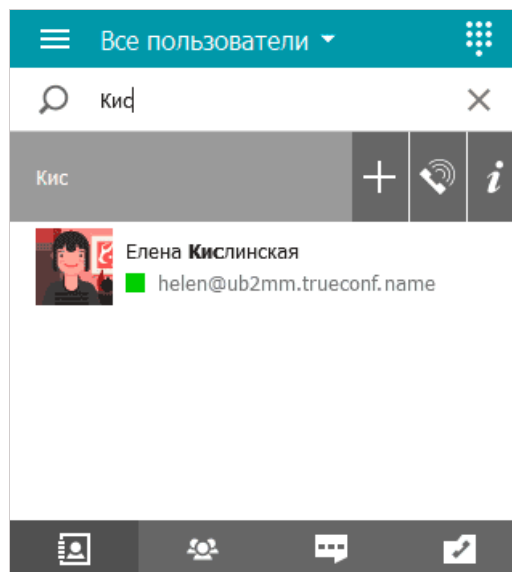 Все пользователи
Кис
Кис
Елена Кислинская
helen@ub2mm.trueconf.name